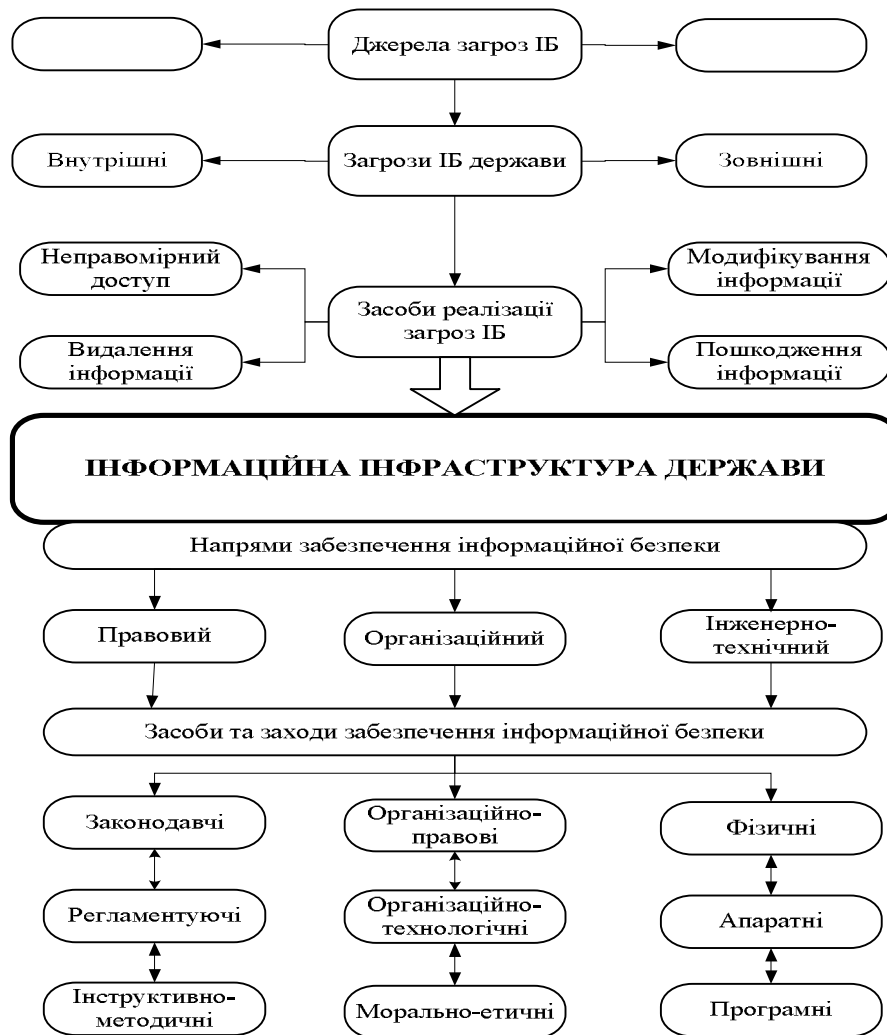 Джерела загроз ІБ
Внутрішні
Загрози ІБ держави
Зовнішні
Неправомірний
доступ
Модифікування
інформації
Засоби реалізації
загроз ІБ
Видалення
інформації
Пошкодження
інформації
ІНФОРМАЦІЙНА ІНФРАСТРУКТУРА ДЕРЖАВИ
Напрями забезпечення інформаційної безпеки
Правовий
Організаційний
Інженерно-
технічний
Засоби та заходи забезпечення інформаційної безпеки
Законодавчі
Організаційно-
правові
Фізичні
Регламентуючі
Організаційно-
технологічні
Апаратні
Інструктивно-
методичні
Морально-етичні
Програмні